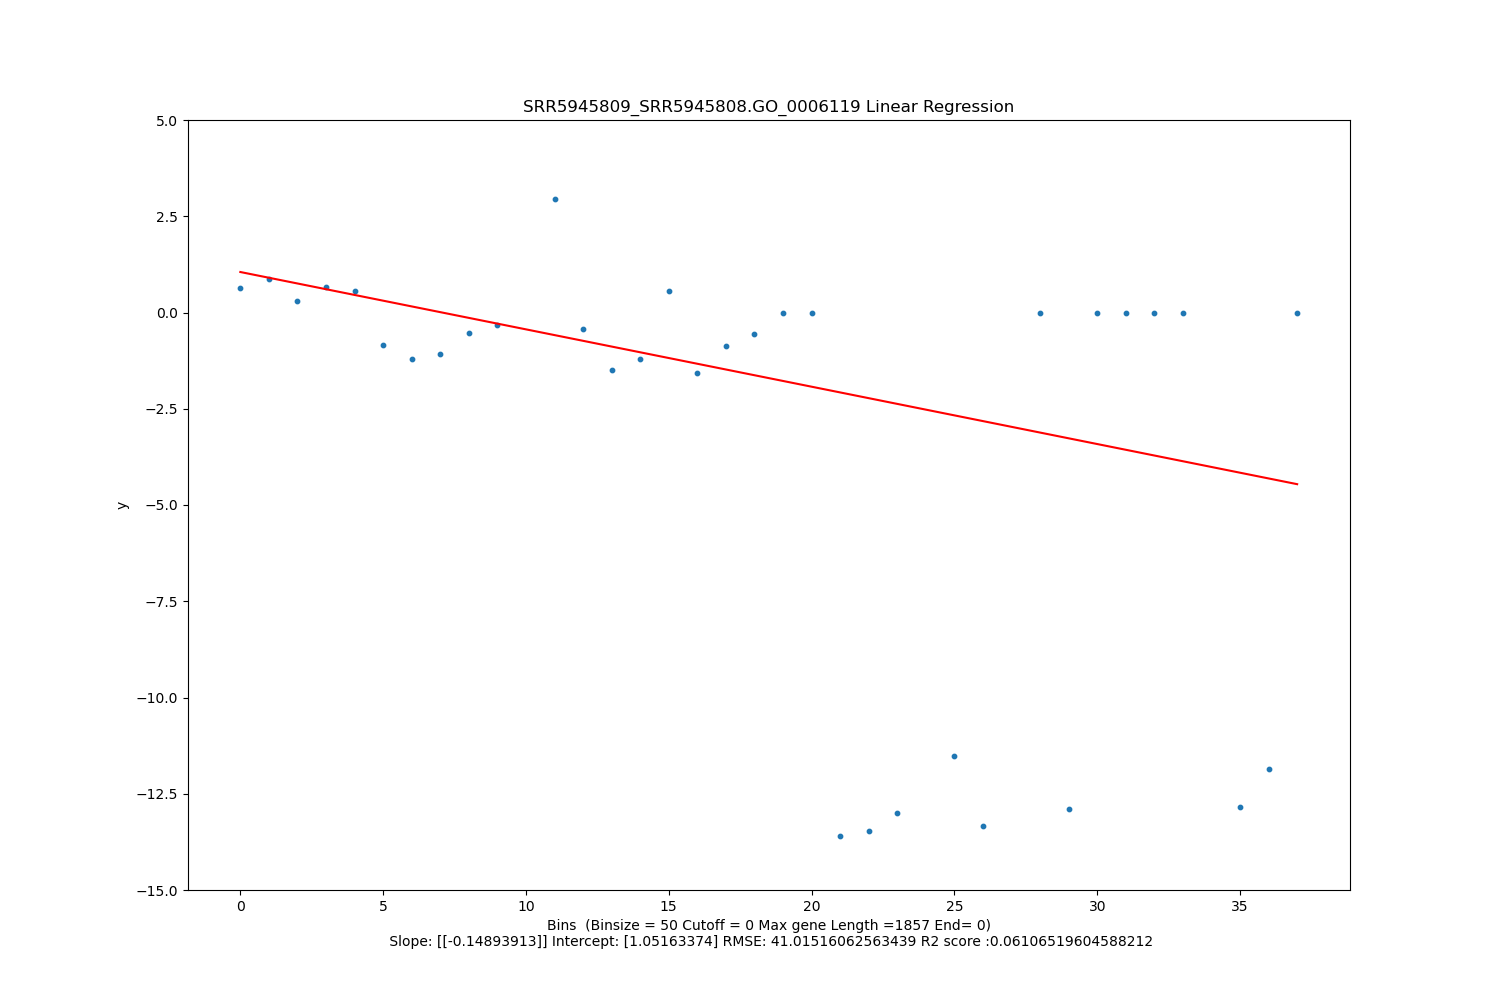 SRR5945809_SRR5945808.GO_0006119 Linear Regression
5.0
2.5
0.0
−2.5
−5.0
−7.5
−10.0
−12.5
−15.0
y
0 5 10 15 20 25 30 35
Bins  (Binsize = 50 Cutoff = 0 Max gene Length =1857 End= 0)
Slope: [[-0.14893913]] Intercept: [1.05163374] RMSE: 41.01516062563439 R2 score :0.06106519604588212